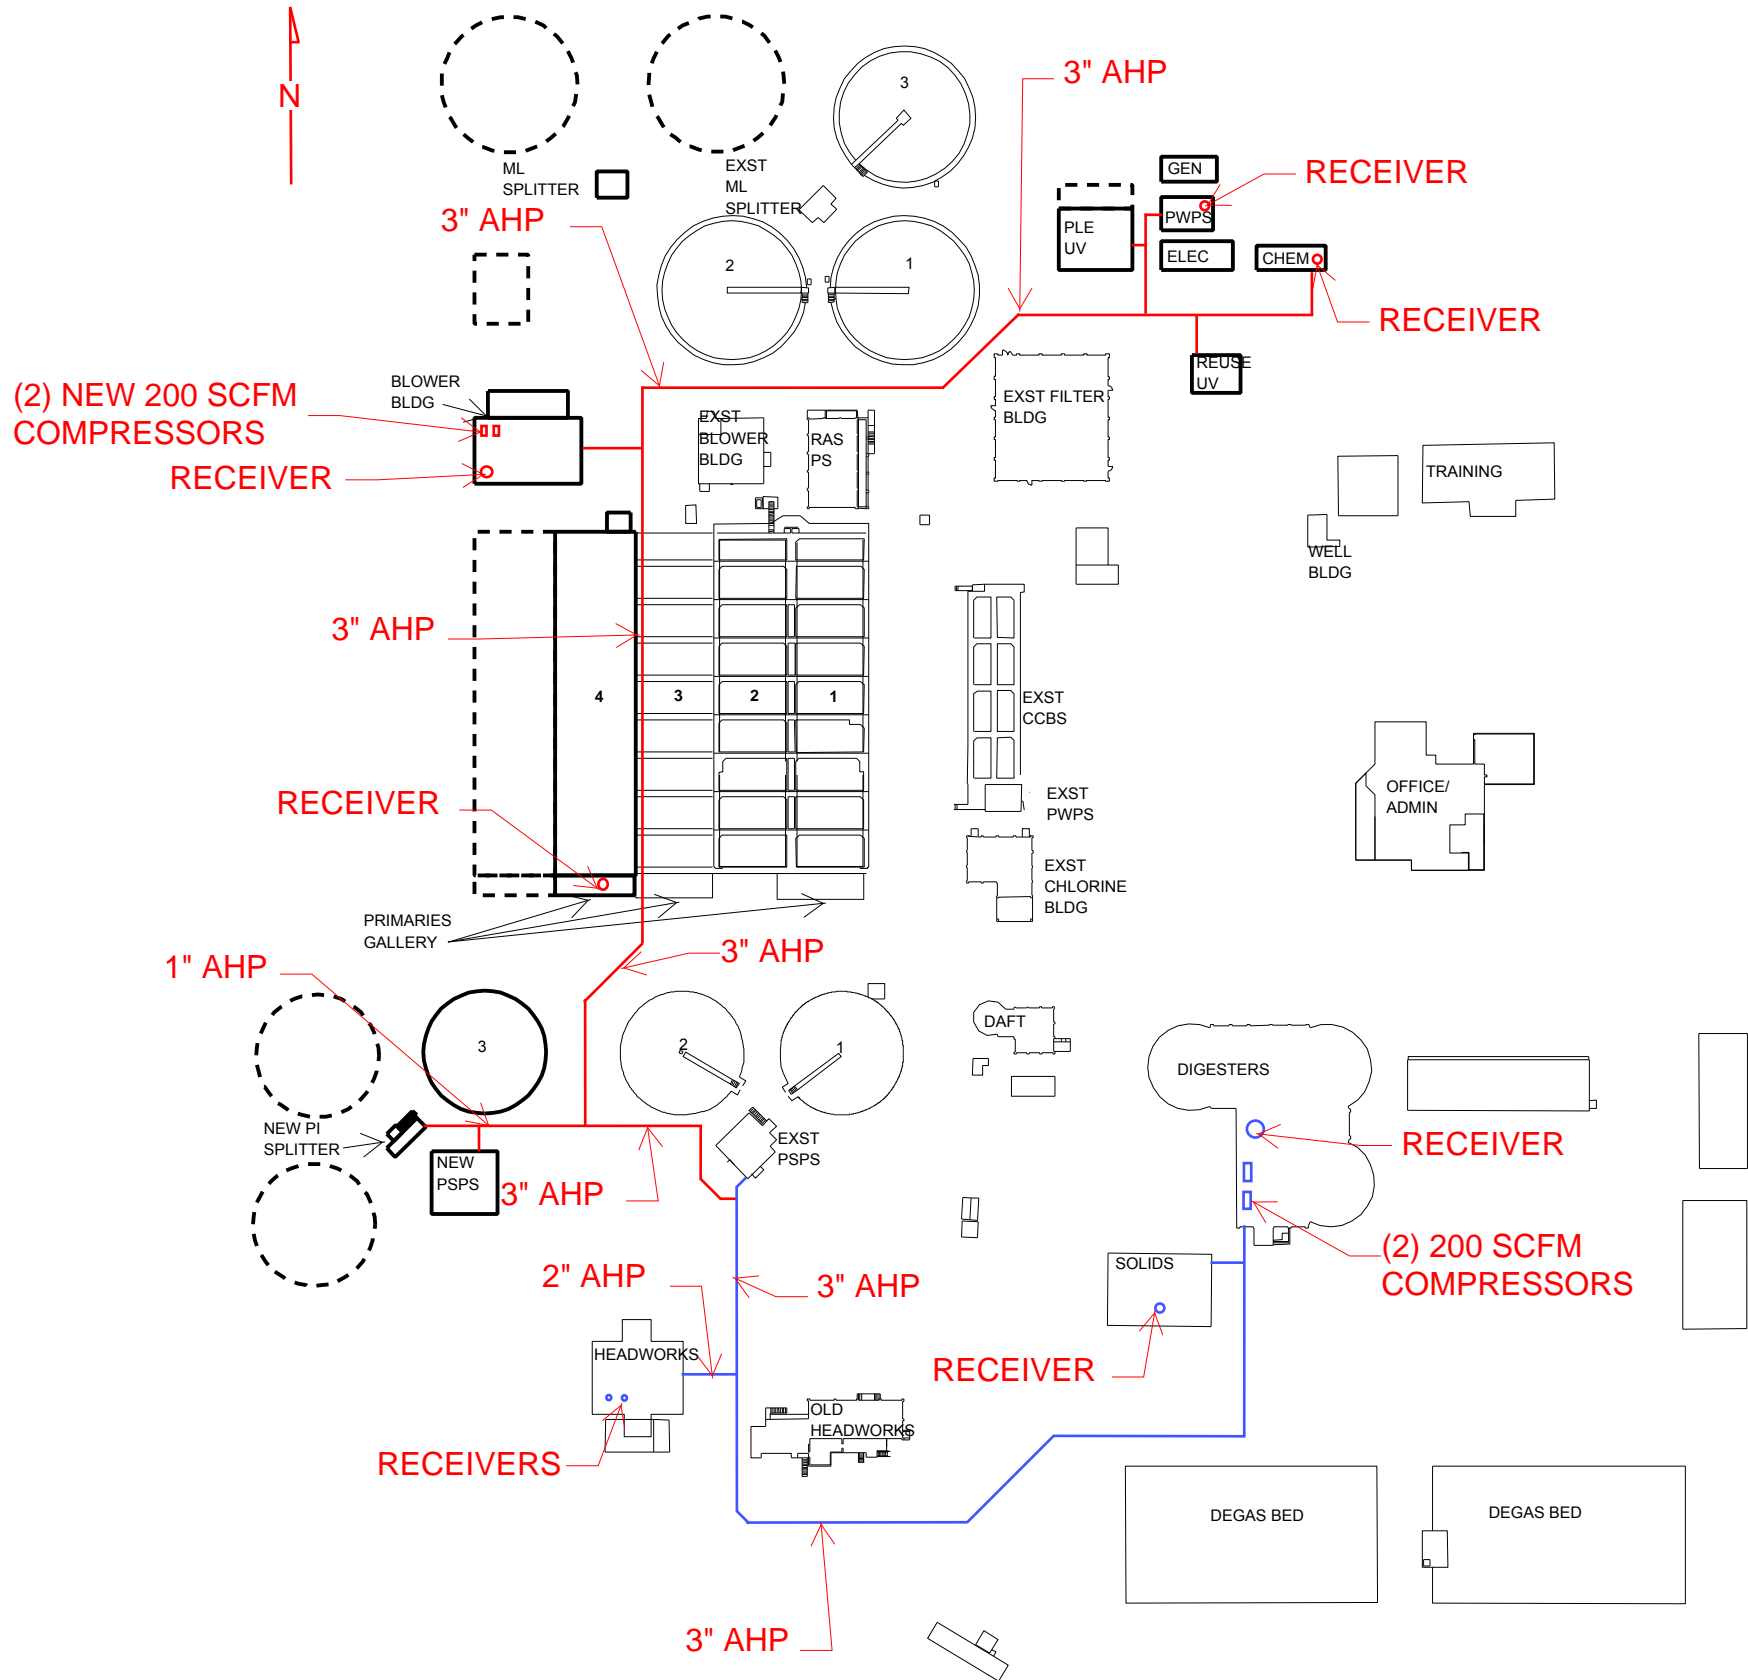 3" AHP
N
3
GEN
RECEIVER
EXST
ML
SPLITTER
ML
SPLITTER
PWPS
3" AHP
PLE
UV
ELEC
CHEM
2
1
RECEIVER
REUSE
UV
BLOWER
BLDG
(2) NEW 200 SCFM
COMPRESSORS
EXST FILTER
BLDG
EXST
BLOWER
BLDG
RAS
PS
RECEIVER
TRAINING
WELL
BLDG
3" AHP
4
3
2
1
EXST
CCBS
RECEIVER
EXST
PWPS
OFFICE/
ADMIN
EXST
CHLORINE
BLDG
PRIMARIES
GALLERY
3" AHP
1" AHP
3
2
1
DAFT
DIGESTERS
NEW PI
SPLITTER
EXST
PSPS
RECEIVER
NEW
PSPS
3" AHP
(2) 200 SCFM
COMPRESSORS
SOLIDS
2" AHP
3" AHP
HEADWORKS
RECEIVER
OLD
HEADWORKS
RECEIVERS
DEGAS BED
DEGAS BED
3" AHP